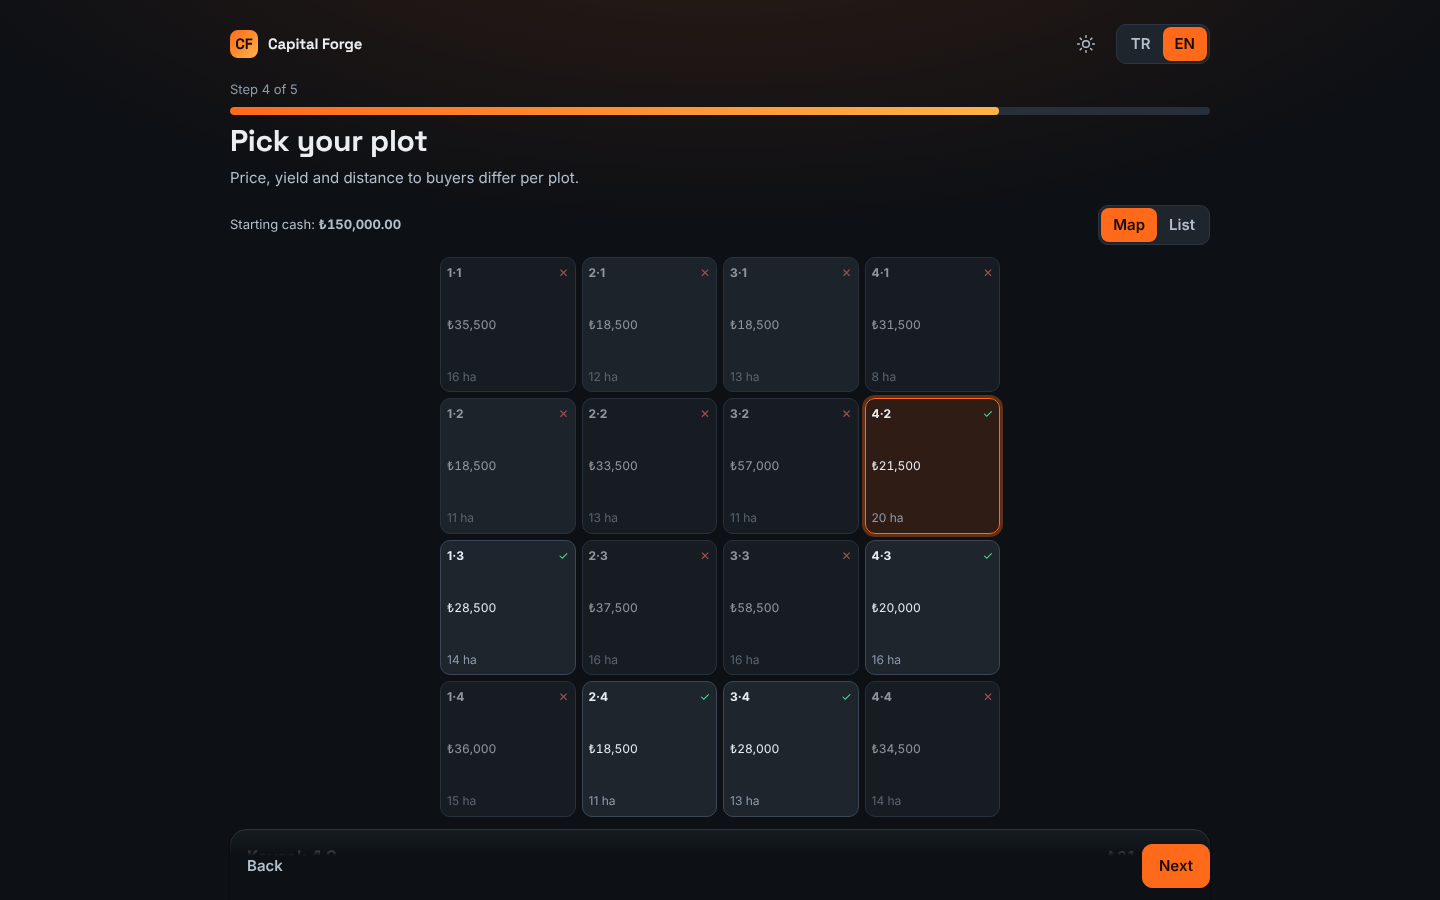 CF Capital Forge
TR EN
Step 4 of 5
Pick your plot
Price, yield and distance to buyers differ per plot.
Starting cash: ₺150,000.00
Map List
1·1 2·1 3·1 4·1
₺35,500 ₺18,500 ₺18,500 ₺31,500
16 ha 12 ha 13 ha 8 ha
1·2 2·2 3·2 4·2
₺18,500 ₺33,500 ₺57,000 ₺21,500
11 ha 13 ha 11 ha 20 ha
1·3 2·3 3·3 4·3
₺28,500 ₺37,500 ₺58,500 ₺20,000
14 ha 16 ha 16 ha 16 ha
1·4 2·4 3·4 4·4
₺36,000 ₺18,500 ₺28,000 ₺34,500
15 ha 11 ha 13 ha 14 ha
Back Next